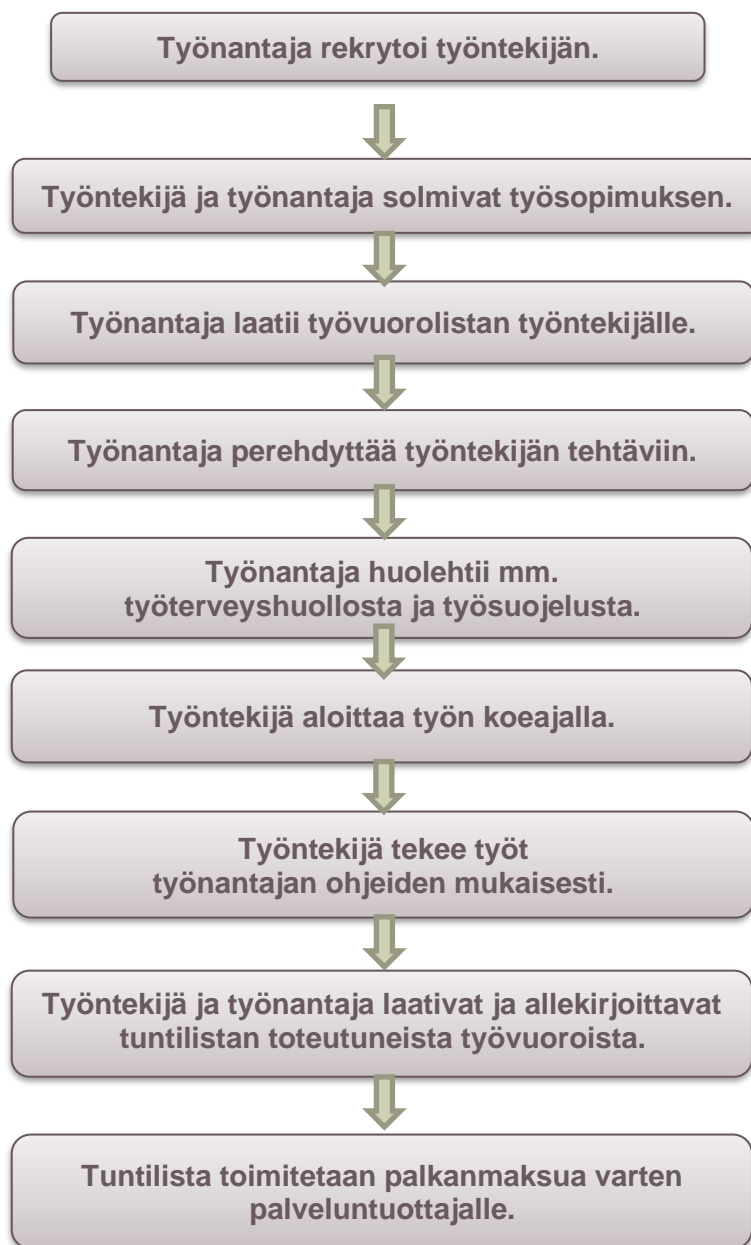 Työnantaja rekrytoi työntekijän.
Työntekijä ja työnantaja solmivat työsopimuksen.
Työnantaja laatii työvuorolistan työntekijälle.
Työnantaja perehdyttää työntekijän tehtäviin.
Työnantaja huolehtii mm.
työterveyshuollosta ja työsuojelusta.
Työntekijä aloittaa työn koeajalla.
Työntekijä tekee työt
työnantajan ohjeiden mukaisesti.
Työntekijä ja työnantaja laativat ja allekirjoittavat
tuntilistan toteutuneista työvuoroista.
Tuntilista toimitetaan palkanmaksua varten
palveluntuottajalle.